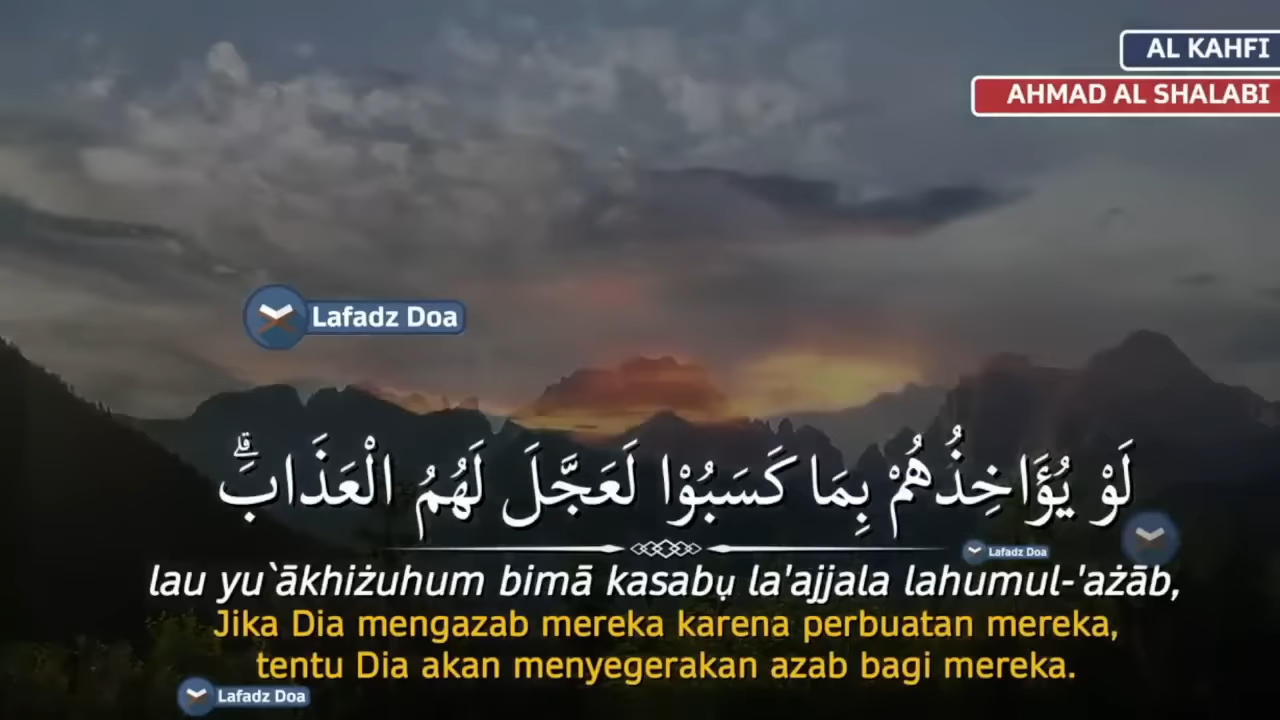 AL KAHFI
AHMAD AL SHALABI
Lafadz Doa
لَوْ يُؤَاخِذُهُمْ بِمَا كَسَبُوْا لَعَجَّلَ لَهُمُ الْعَذَابَۗ
Lafadz Doa
lau yu`ākhiżuhum bimā kasabụ la'ajjala lahumul-'ażāb,
Jika Dia mengazab mereka karena perbuatan mereka,
tentu Dia akan menyegerakan azab bagi mereka.
Lafadz Doa